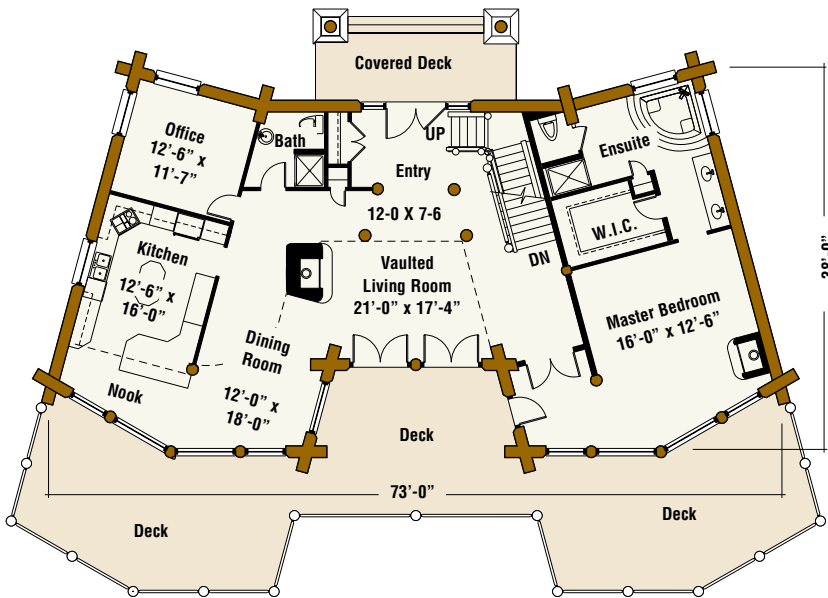 Covered Deck
Office
12'-6" x
11'-7"
Bath
UP
Entry
12-0 X 7-6
Ensuite
W.I.C.
DN
Kitchen
12'-6" x
16'-0"
Vaulted
Living Room
21'-0" x 17'-4"
Master Bedroom
16'-0" x 12'-6"
38'-0"
Dining
Room
12'-0" x
18'-0"
Nook
Deck
73'-0"
Deck
Deck